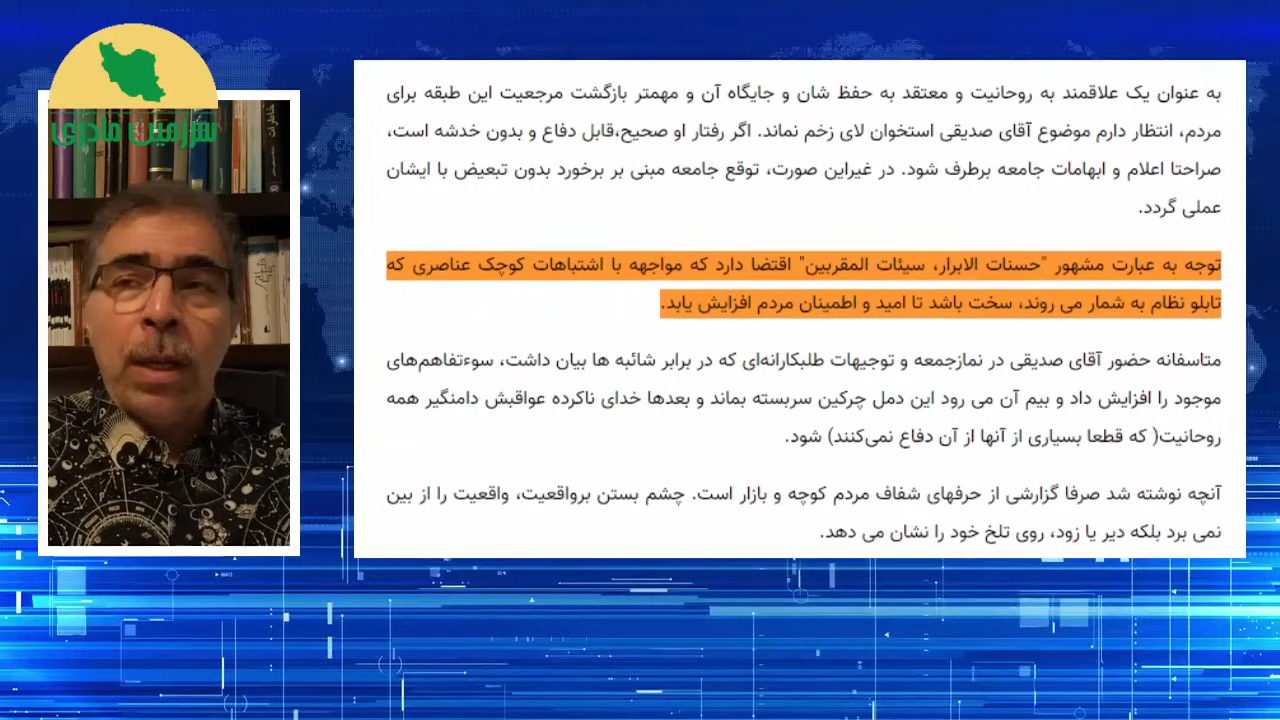 سرزمین مادری
خاطرات
به عنوان یک علاقمند به روحانیت و معتقد به حفظ شان و جایگاه آن و مهمتر بازگشت مرجعیت این طبقه برای
مردم، انتظار دارم موضوع آقای صدیقی استخوان لای زخم نماند. اگر رفتار او صحیح،قابل دفاع و بدون خدشه است،
صراحتا اعلام و ابهامات جامعه برطرف شود. در غیراین صورت، توقع جامعه مبنی بر برخورد بدون تبعیض با ایشان
عملی گردد.
توجه به عبارت مشهور "حسنات الابرار، سیئات المقربین" اقتضا دارد که مواجهه با اشتباهات کوچک عناصری که
تابلو نظام به شمار می روند، سخت باشد تا امید و اطمینان مردم افزایش یابد.
متاسفانه حضور آقای صدیقی در نمازجمعه و توجیهات طلبکارانه‌ای که در برابر شائبه ها بیان داشت، سوءتفاهم‌های
موجود را افزایش داد و بیم آن می رود این دمل چرکین سربسته بماند و بعدها خدای ناکرده عواقبش دامنگیر همه
روحانیت( که قطعا بسیاری از آنها از آن دفاع نمی‌کنند) شود.
آنچه نوشته شد صرفا گزارشی از حرفهای شفاف مردم کوچه و بازار است. چشم بستن برواقعیت، واقعیت را از بین
نمی برد بلکه دیر یا زود، روی تلخ خود را نشان می دهد.